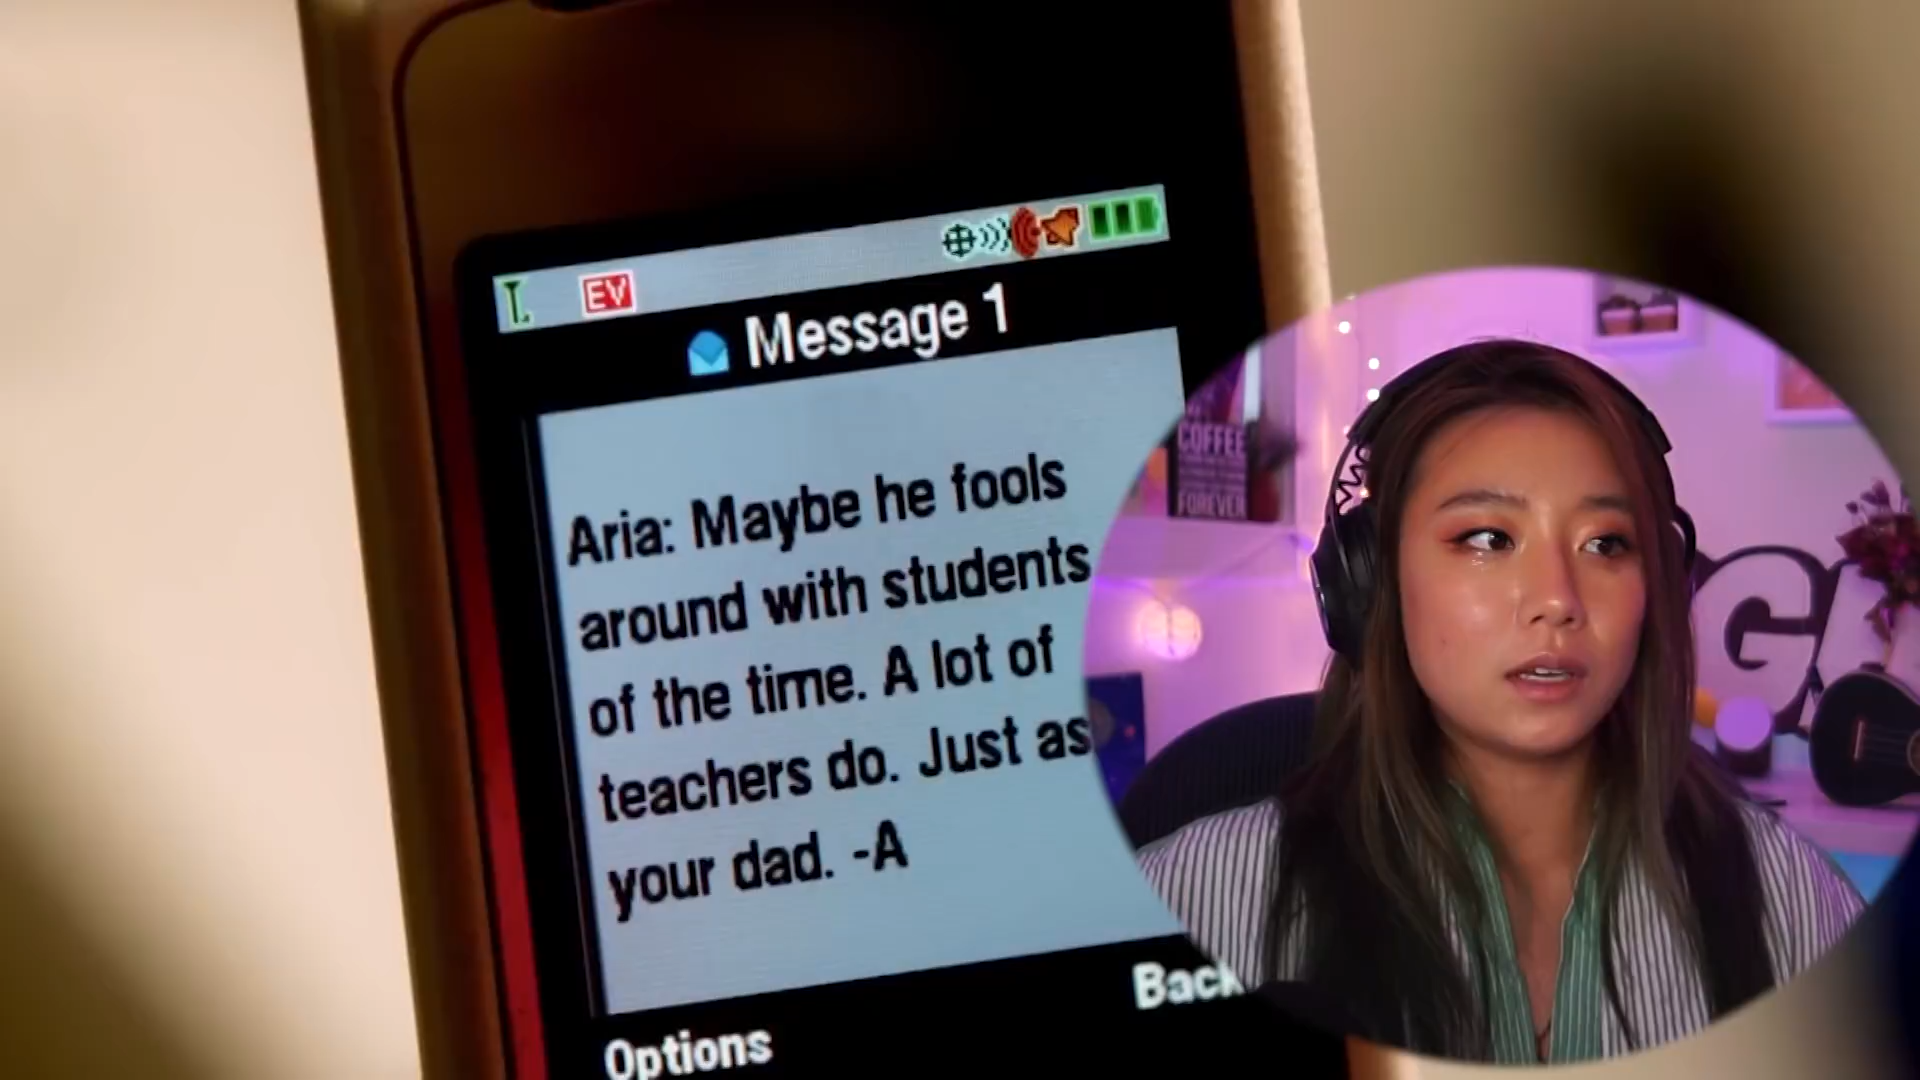 EV
Message 1
Aria: Maybe he fools
around with students
of the time. A lot of
teachers do. Just as
your dad. -A
Back
Options
COFFEE
FOREVER